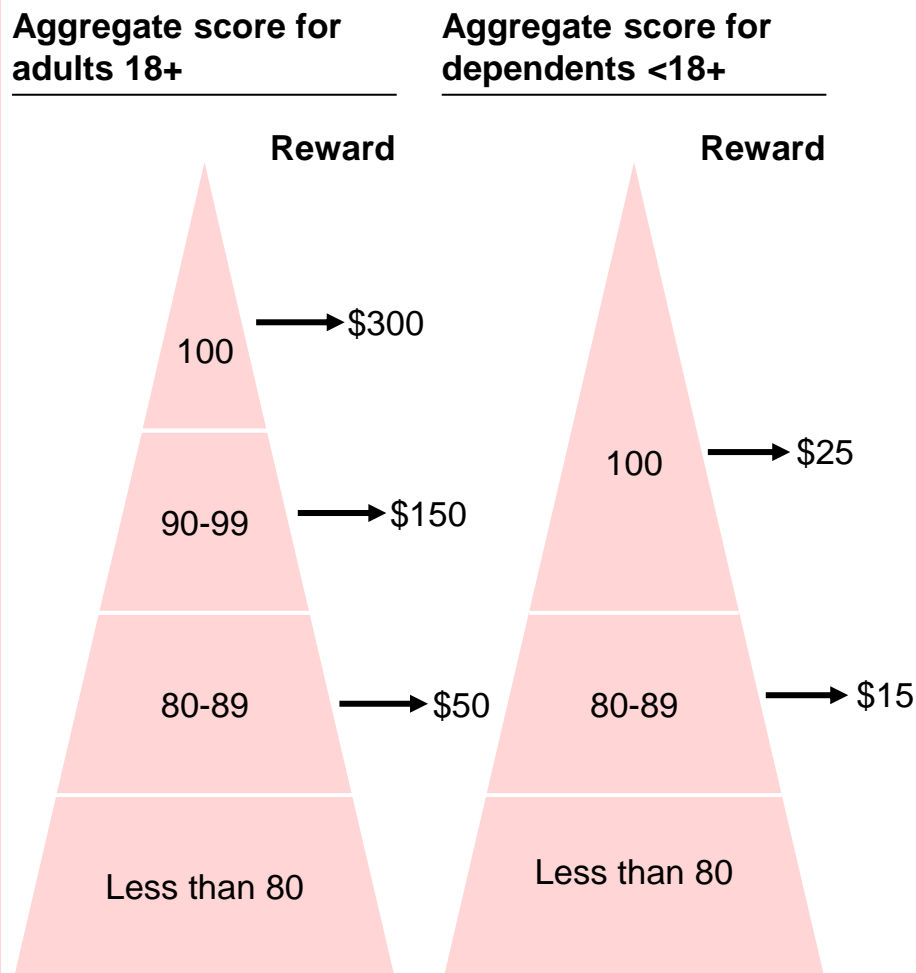 Aggregate score for
adults 18+
Reward
100
$300
90-99
$150
80-89
$50
Less than 80
Aggregate score for
dependents <18+
Reward
100
$25
80-89
$15
Less than 80